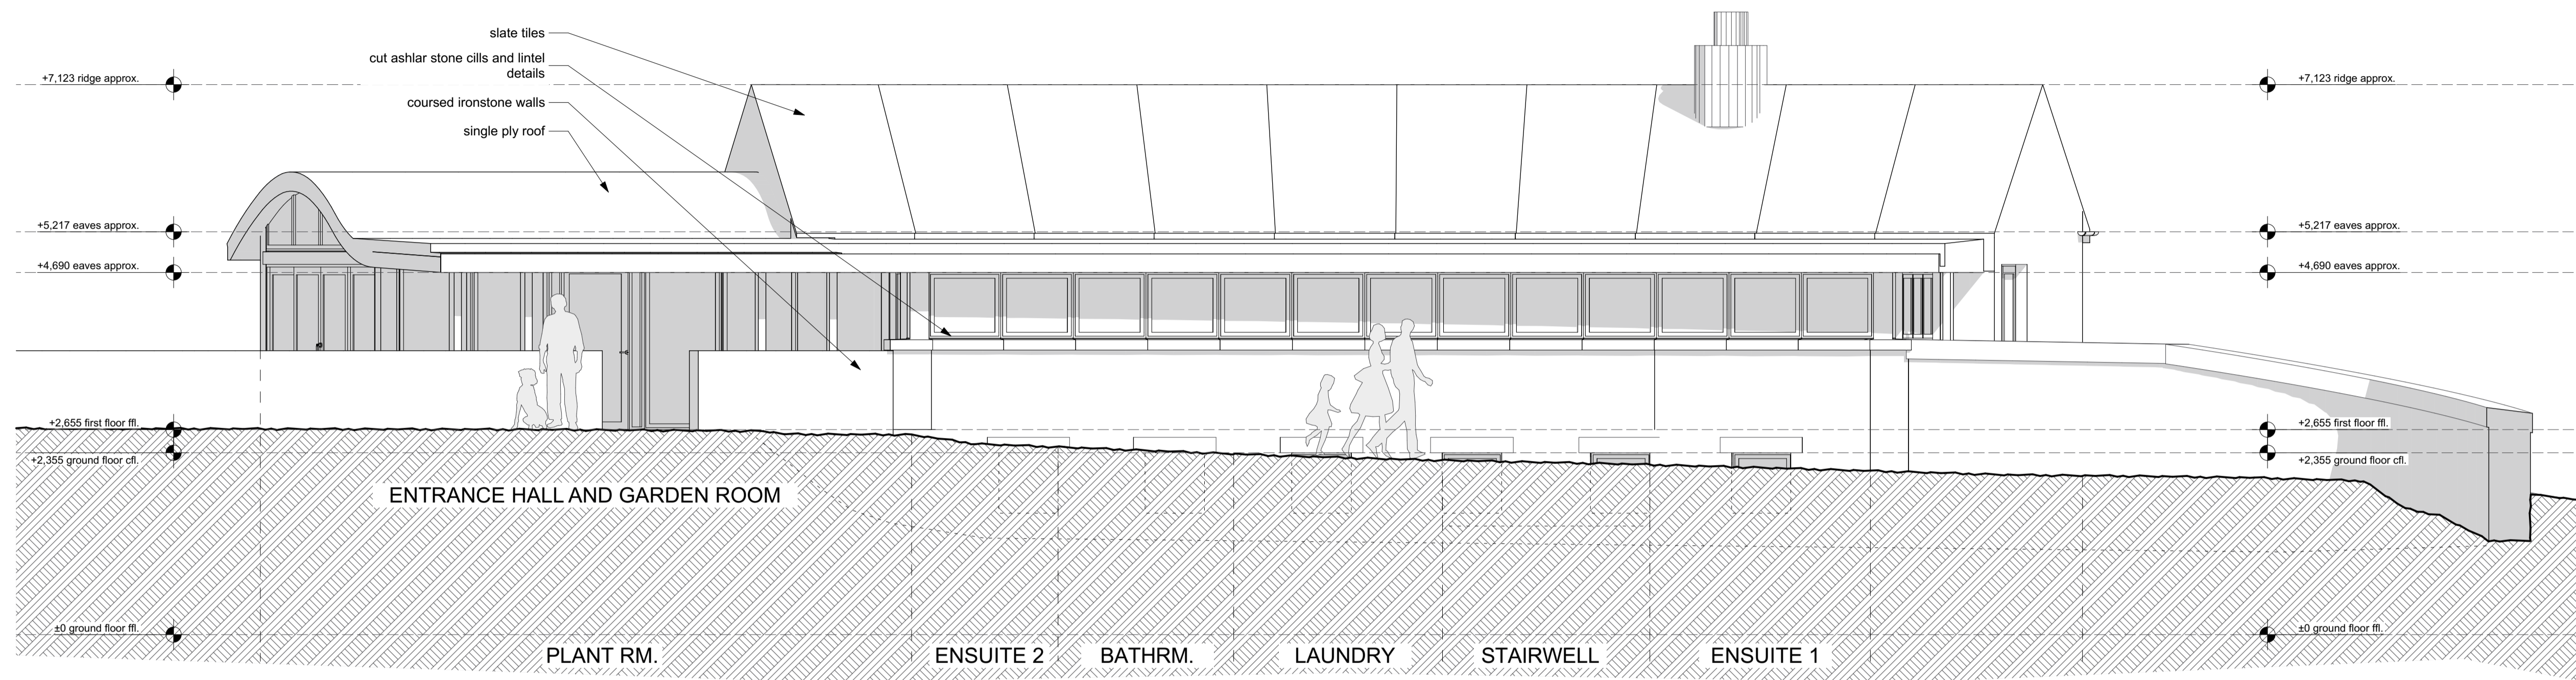 slate tiles
cut ashlar stone cills and lintel
details
coursed ironstone walls
single ply roof
+7,123 ridge approx.
+5,217 eaves approx.
+4,690 eaves approx.
+2,655 first floor ffl.
+2,355 ground floor cfl.
±0 ground floor ffl.
+7,123 ridge approx.
+5,217 eaves approx.
+4,690 eaves approx.
+2,655 first floor ffl.
+2,355 ground floor cfl.
±0 ground floor ffl.
ENTRANCE HALL AND GARDEN ROOM
PLANT RM.
ENSUITE 2
BATHRM.
LAUNDRY
STAIRWELL
ENSUITE 1